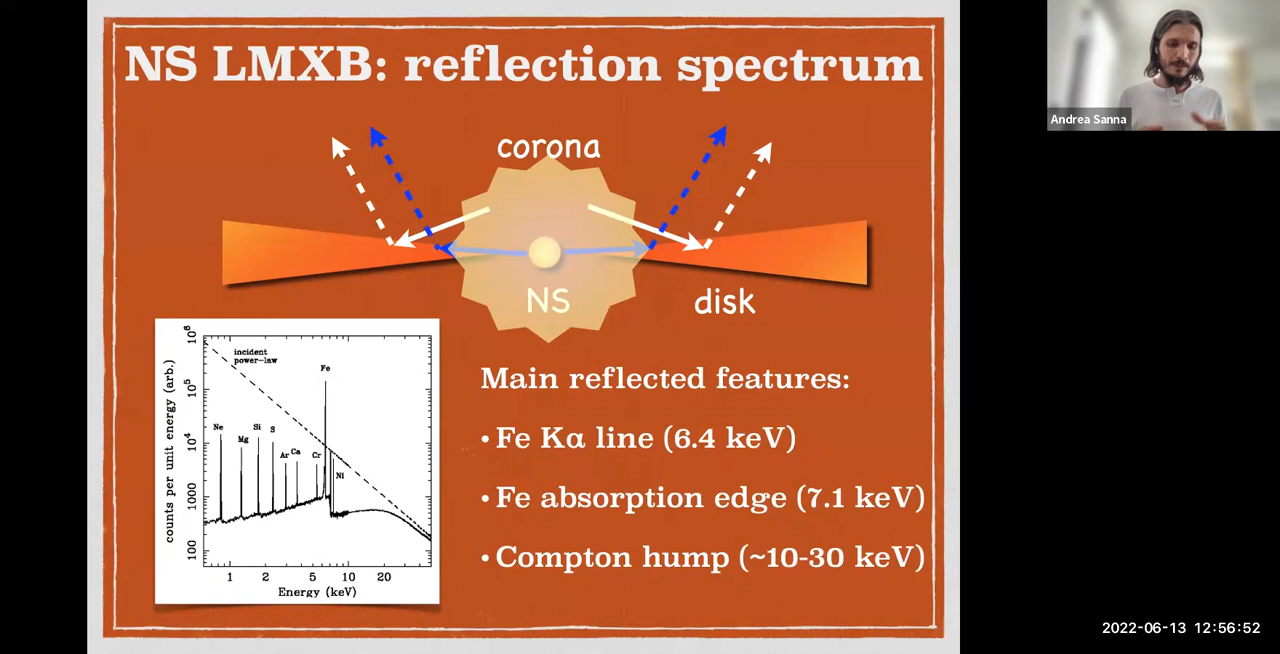 NS LMXB: reflection spectrum
Andrea Sanna
corona
NS
disk
incident
power-law
Fe
Ne
Mg
Si
S
Ar
Ca
Cr
Ni
10⁶
10⁵
10⁴
1000
100
counts per unit energy (arb.)
1 2 5 10 20
Energy (keV)
Main reflected features:
• Fe Kα line (6.4 keV)
• Fe absorption edge (7.1 keV)
• Compton hump (~10-30 keV)
2022-06-13 12:56:52